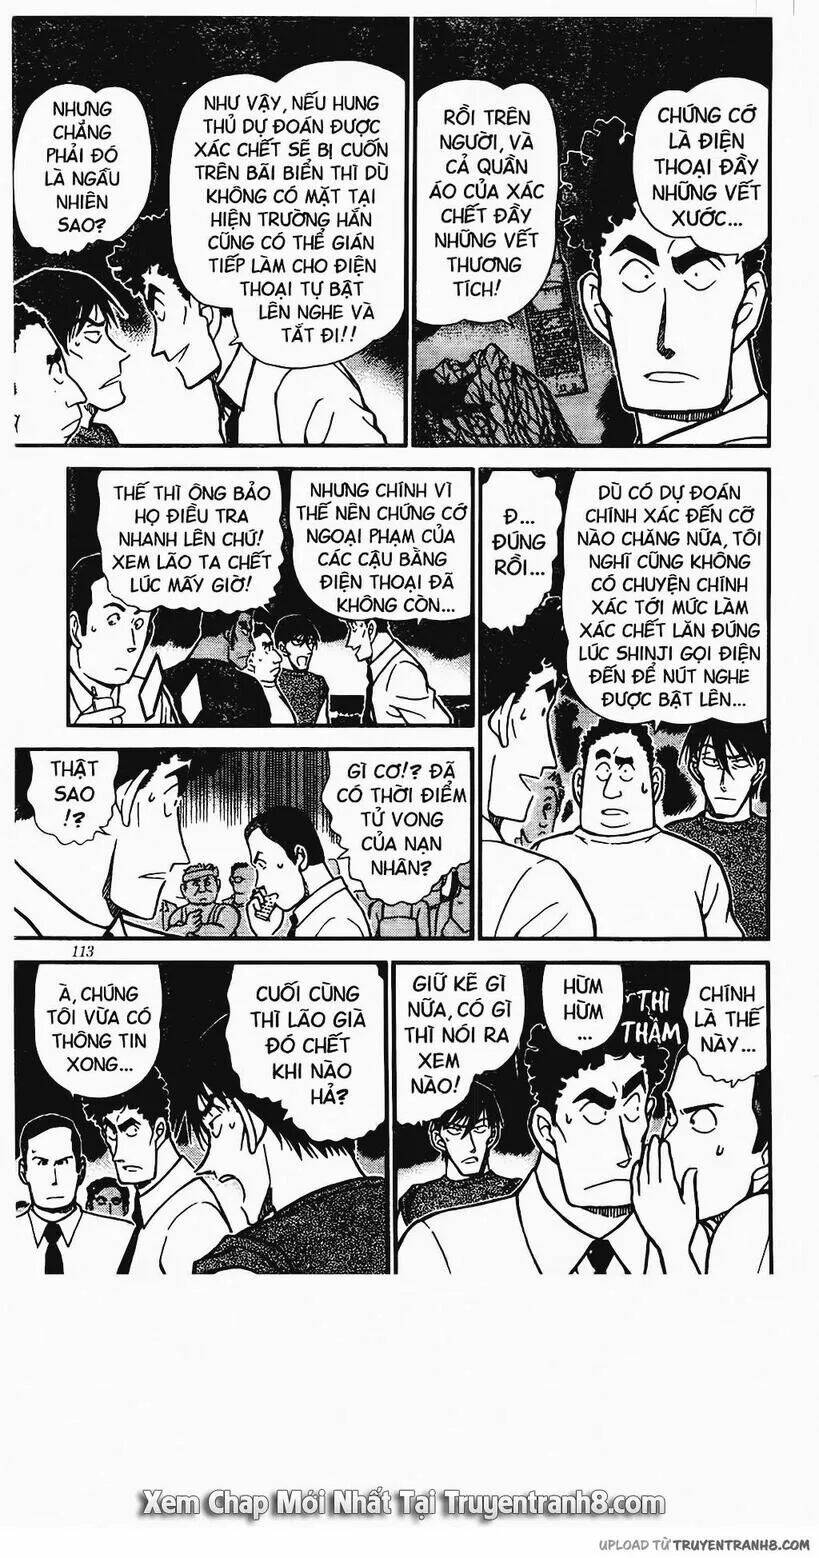 CHỨNG CỚ
LÀ ĐIỆN
THOẠI ĐẦY
NHỮNG VẾT
XƯỚC...
RỒI TRÊN
NGƯỜI, VÀ
CẢ QUẦN
ÁO CỦA XÁC
CHẾT ĐẦY
NHỮNG VẾT
THƯƠNG
TÍCH!
NHƯ VẬY, NẾU HUNG
THỦ DỰ ĐOÁN ĐƯỢC
XÁC CHẾT SẼ BỊ CUỐN
TRÊN BÃI BIỂN THÌ DÙ
KHÔNG CÓ MẶT TẠI
HIỆN TRƯỜNG HẮN
CŨNG CÓ THỂ GIÁN
TIẾP LÀM CHO ĐIỆN
THOẠI TỰ BẬT
LÊN NGHE VÀ
TẮT ĐI!!
NHƯNG
CHẲNG
PHẢI ĐÓ
LÀ NGẪU
NHIÊN
SAO?
DÙ CÓ DỰ ĐOÁN
CHÍNH XÁC ĐẾN CỠ
NÀO CHĂNG NỮA, TÔI
NGHĨ CŨNG KHÔNG
CÓ CHUYỆN CHÍNH
XÁC TỚI MỨC LÀM
XÁC CHẾT LĂN ĐÚNG
LÚC SHINJI GỌI ĐIỆN
ĐẾN ĐỂ NÚT NGHE
ĐƯỢC BẬT LÊN...
Đ...
ĐÚNG
RỒI...
NHƯNG CHÍNH VÌ
THẾ NÊN CHỨNG CỚ
NGOẠI PHẠM CỦA
CÁC CẬU BẰNG
ĐIỆN THOẠI ĐÃ
KHÔNG CÒN...
THẾ THÌ ÔNG BẢO
HỌ ĐIỀU TRA
NHANH LÊN CHỨ!
XEM LÃO TA CHẾT
LÚC MẤY GIỜ!
GÌ CƠ!? ĐÃ
CÓ THỜI ĐIỂM
TỬ VONG
CỦA NẠN
NHÂN?
THẬT
SAO
!?
113
CHÍNH
LÀ THẾ
NÀY...
THÌ
THẦM
HỪM
HỪM
...
GIỮ KẼ GÌ
NỮA, CÓ GÌ
THÌ NÓI RA
XEM
NÀO!
CUỐI CÙNG
THÌ LÃO GIÀ
ĐÓ CHẾT
KHI NÀO
HẢ?
À, CHÚNG
TÔI VỪA CÓ
THÔNG TIN
XONG...
Xem Chap Mới Nhất Tại Truyentranh8.com
UPLOAD TỪ TRUYENTRANH8.COM